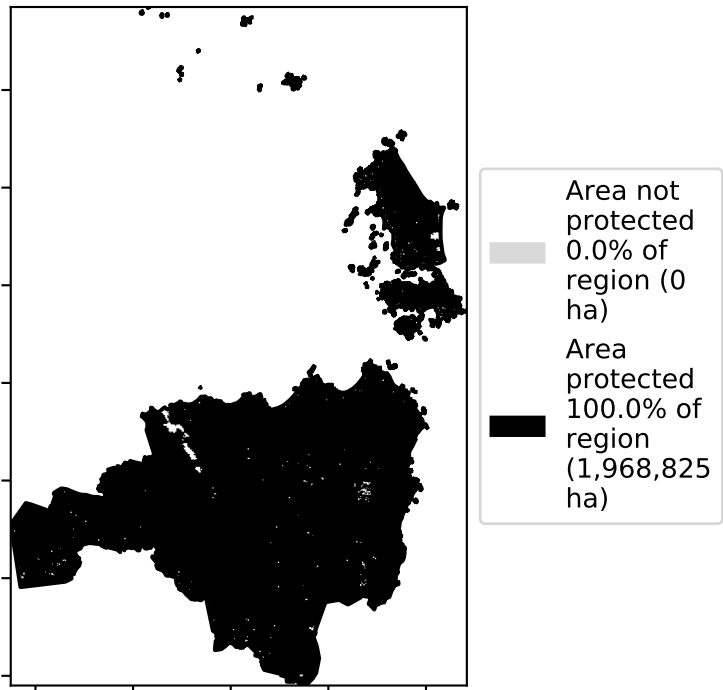 Area not
protected
0.0% of
region (0
ha)
Area
protected
100.0% of
region
(1,968,825
ha)